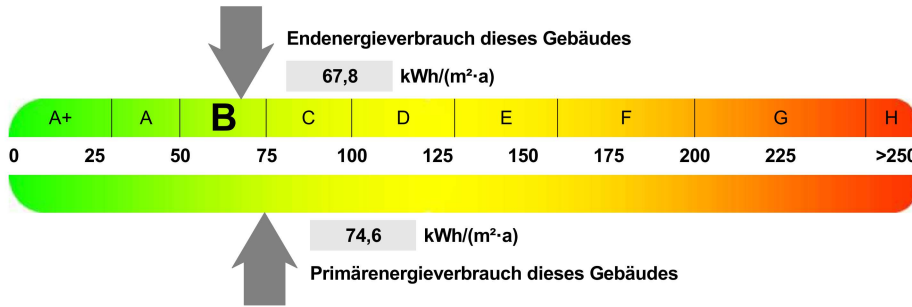 Endenergieverbrauch dieses Gebäudes
67,8 kWh/(m²·a)
A+ A B C D E F G H
0 25 50 75 100 125 150 175 200 225 >250
74,6 kWh/(m²·a)
Primärenergieverbrauch dieses Gebäudes